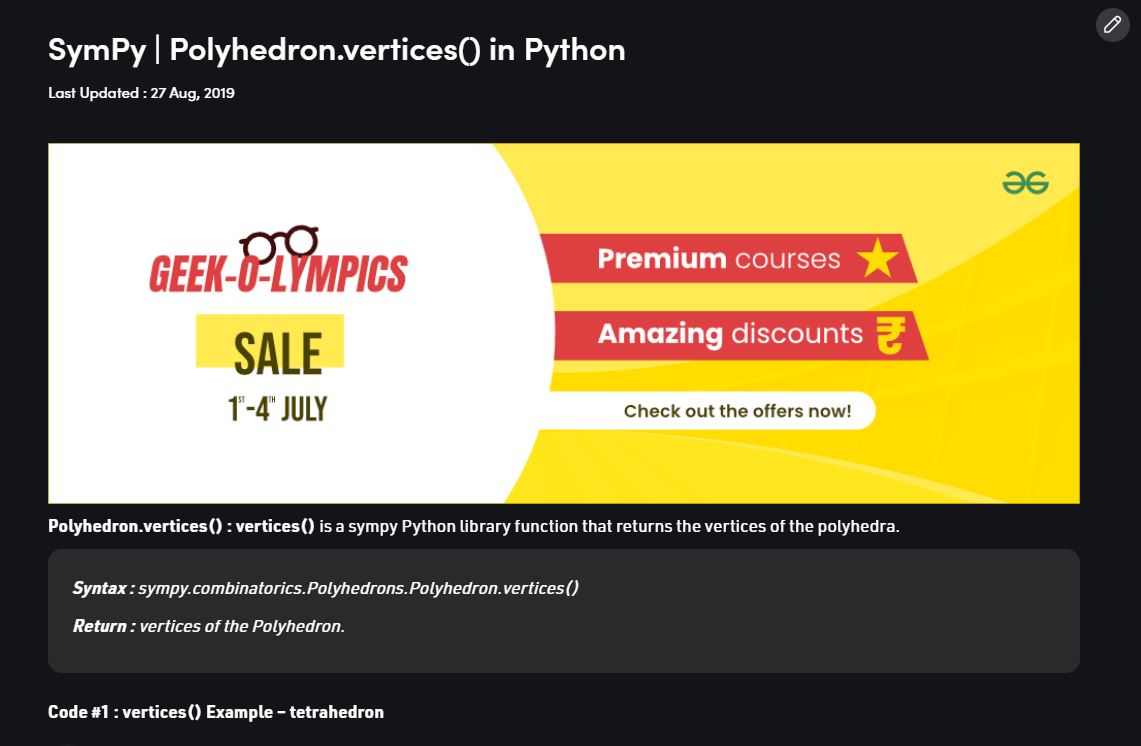 SymPy | Polyhedron.vertices() in Python
Last Updated : 27 Aug, 2019
GEEK-O-LYMPICS
SALE
1ST-4TH JULY
Premium courses
Amazing discounts ₹
Check out the offers now!
Polyhedron.vertices() : vertices() is a sympy Python library function that returns the vertices of the polyhedra.
Syntax : sympy.combinatorics.Polyhedrons.Polyhedron.vertices()
Return : vertices of the Polyhedron.
Code #1 : vertices() Example – tetrahedron